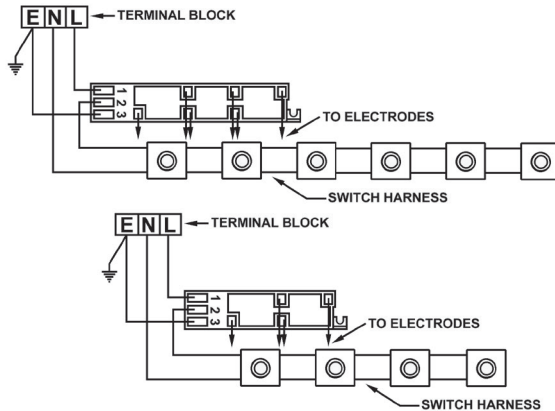 E N L
TERMINAL BLOCK
1
2
3
TO ELECTRODES
SWITCH HARNESS
E N L
TERMINAL BLOCK
1
2
3
TO ELECTRODES
SWITCH HARNESS